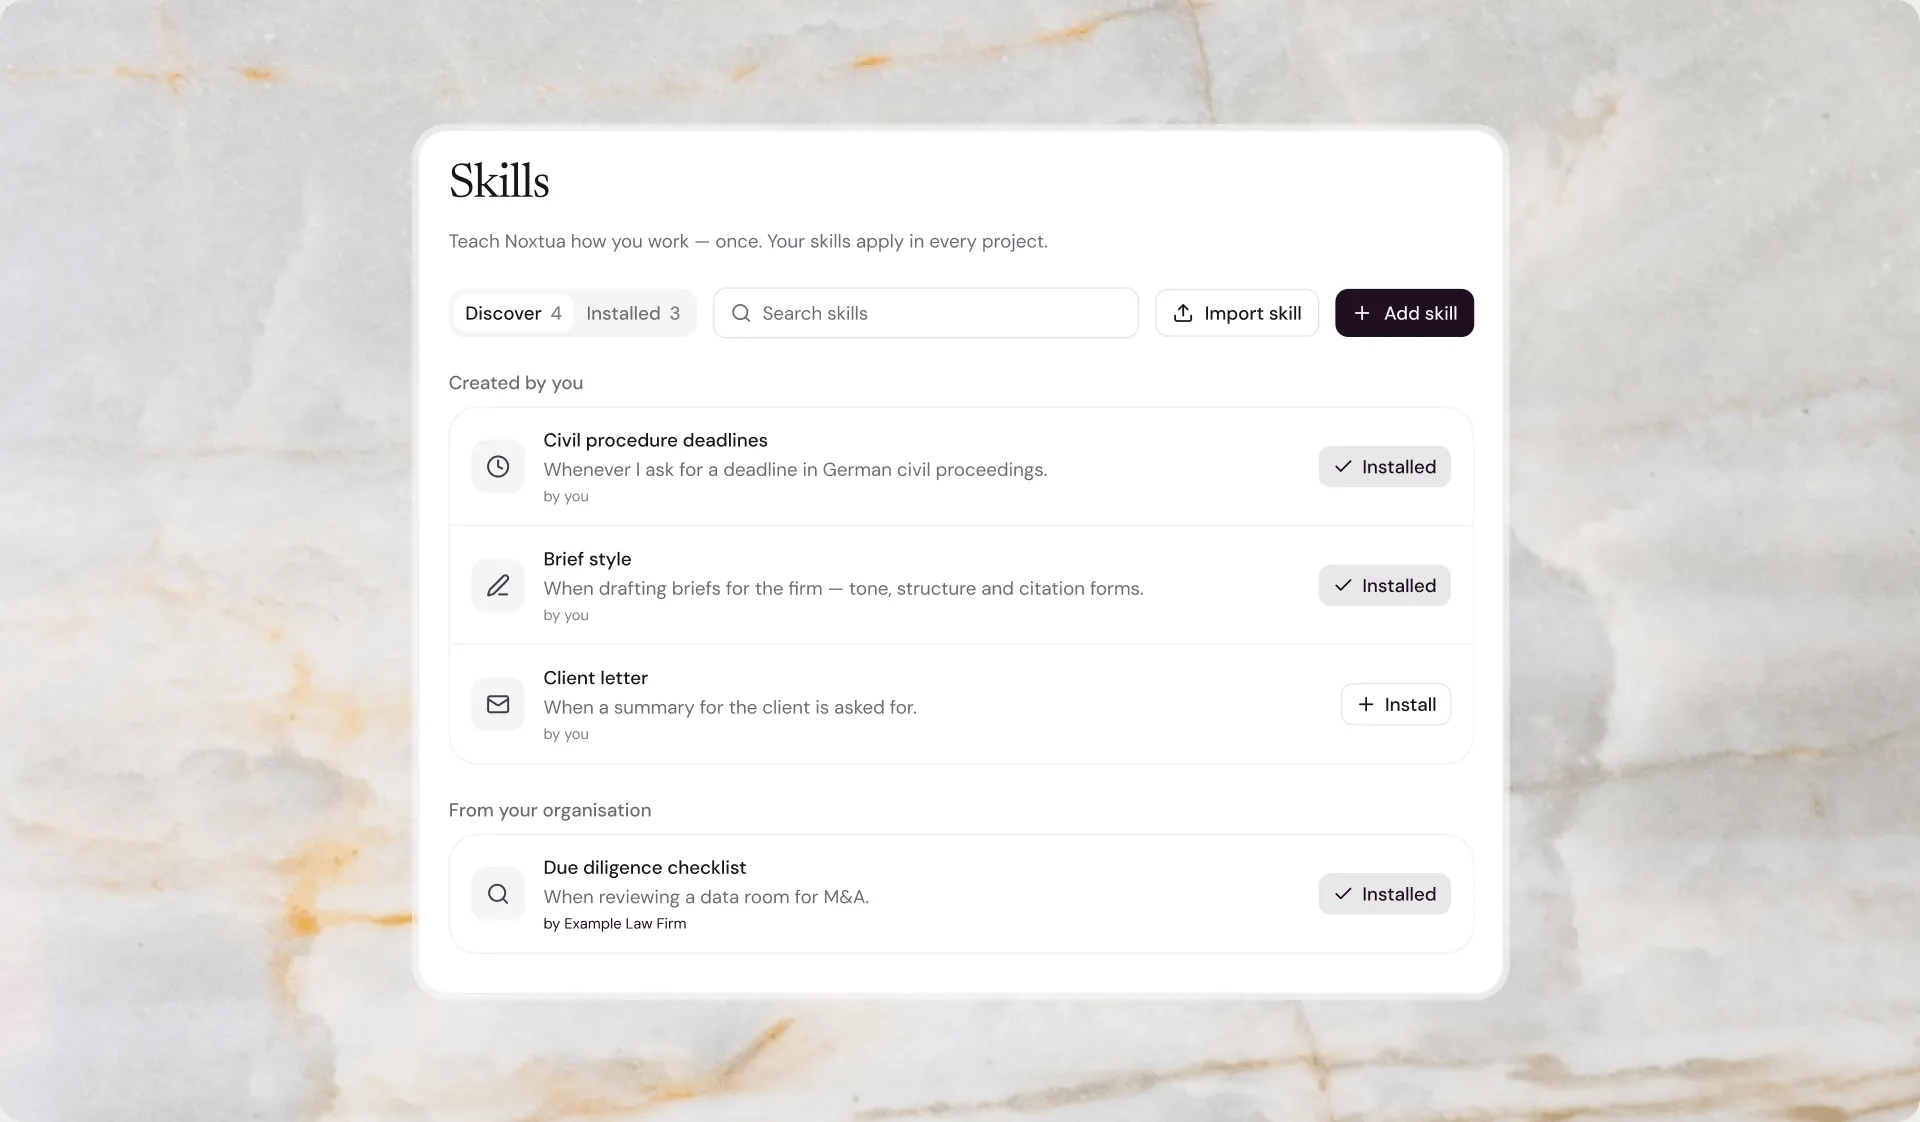 Skills
Teach Noxtua how you work — once. Your skills apply in every project.
Discover 4 Installed 3 Search skills Import skill Add skill
Created by you
Civil procedure deadlines
Whenever I ask for a deadline in German civil proceedings.
by you
Installed
Brief style
When drafting briefs for the firm — tone, structure and citation forms.
by you
Installed
Client letter
When a summary for the client is asked for.
by you
Install
From your organisation
Due diligence checklist
When reviewing a data room for M&A.
by Example Law Firm
Installed